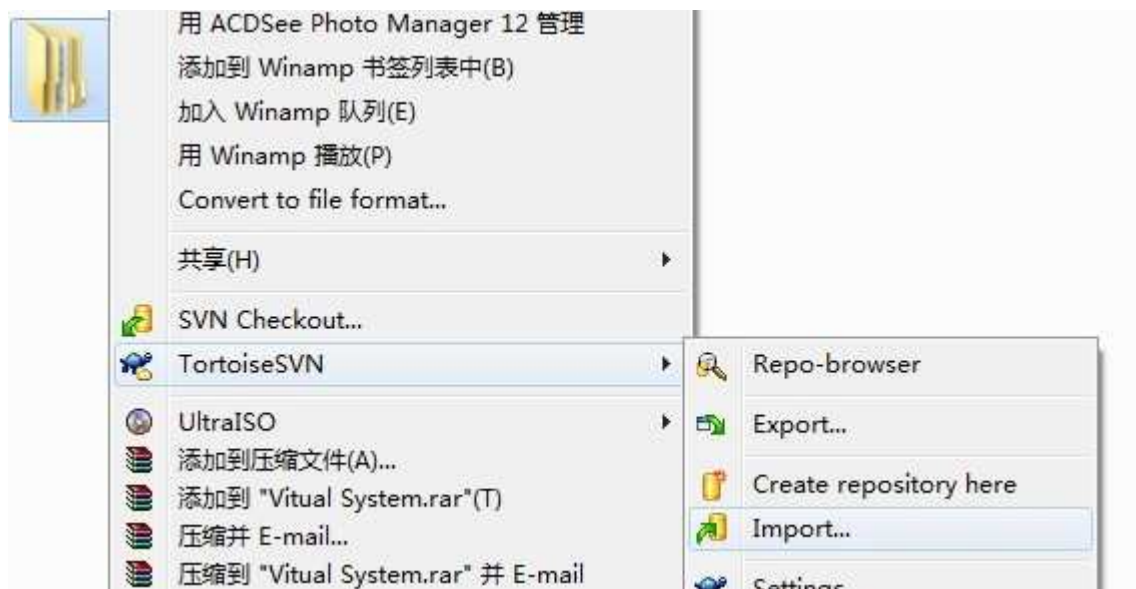 用 ACDSee Photo Manager 12 管理
添加到 Winamp 书签列表中(B)
加入 Winamp 队列(E)
用 Winamp 播放(P)
Convert to file format...
共享(H)
SVN Checkout...
TortoiseSVN
UltraISO
添加到压缩文件(A)...
添加到 "Vitual System.rar"(T)
压缩并 E-mail...
压缩到 "Vitual System.rar" 并 E-mail
Repo-browser
Export...
Create repository here
Import...
Settings